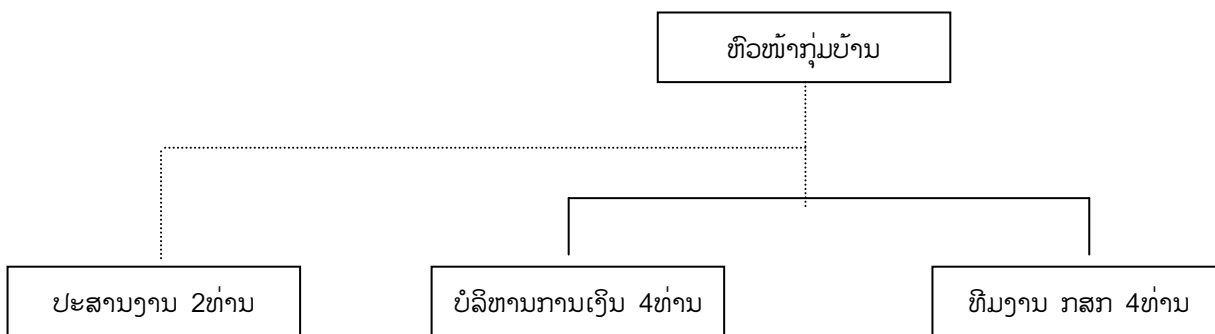 ຫົວໜ້າກຸ່ມບ້ານ
ປະສານງານ 2ທ່ານ
ບໍລິຫານການເງິນ 4ທ່ານ
ທີມງານ ກສກ 4ທ່ານ